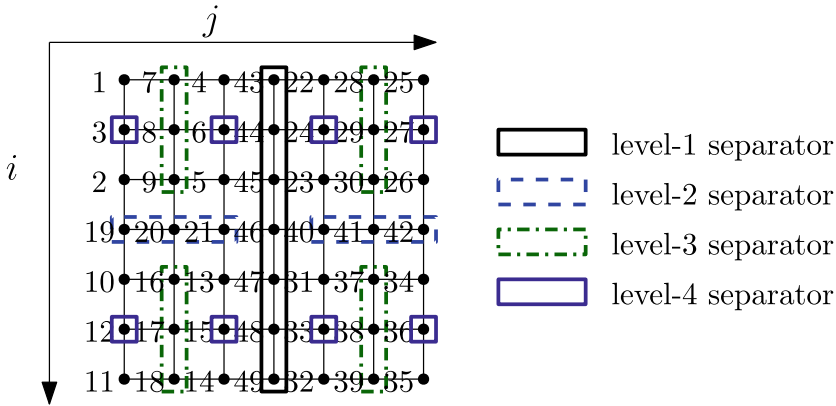 j
1 7 4 43 22 28 25
3 8 6 44 24 29 27
level-1 separator
i
2 9 5 45 23 30 26
level-2 separator
19 20 21 46 40 41 42
level-3 separator
10 16 13 47 31 37 34
level-4 separator
12 17 15 48 33 38 36
11 18 14 49 32 39 35